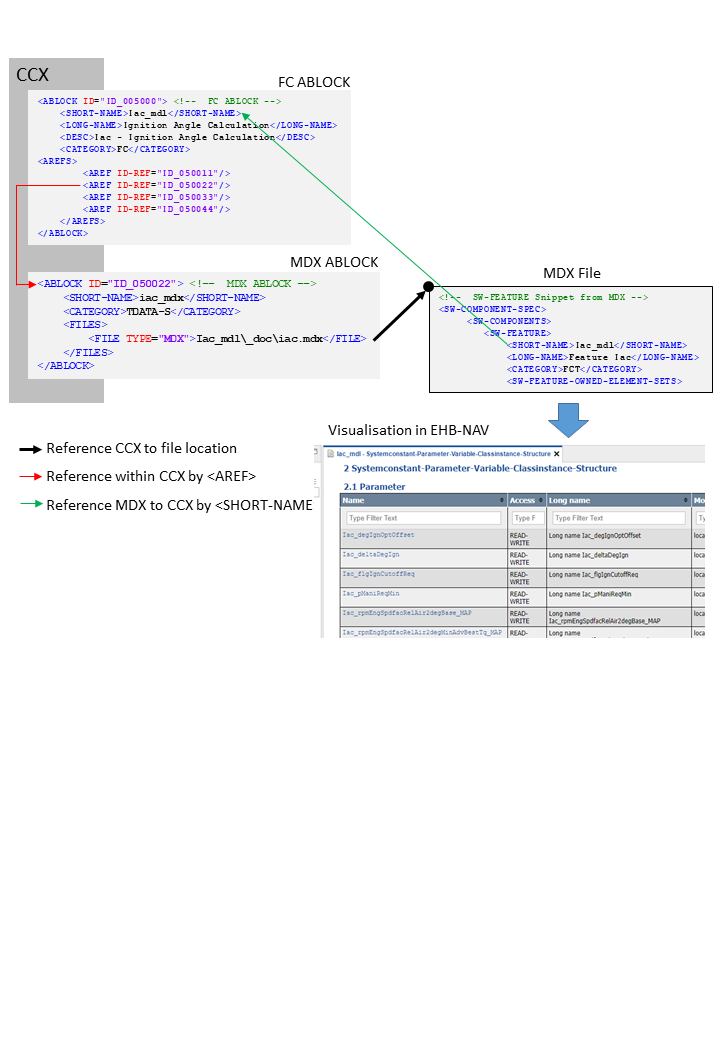 CCX
FC ABLOCK
<ABLOCK ID="ID_005000"> <!-- FC ABLOCK -->
<SHORT-NAME>Iac_mdl</SHORT-NAME>
<LONG-NAME>Ignition Angle Calculation</LONG-NAME>
<DESC>Iac - Ignition Angle Calculation</DESC>
<CATEGORY>FC</CATEGORY>
<AREFS>
<AREF ID-REF="ID_050011"/>
<AREF ID-REF="ID_050022"/>
<AREF ID-REF="ID_050033"/>
<AREF ID-REF="ID_050044"/>
</AREFS>
</ABLOCK>
MDX ABLOCK
<ABLOCK ID="ID_050022"> <!-- MDX ABLOCK -->
<SHORT-NAME>iac_mdx</SHORT-NAME>
<CATEGORY>TDATA-S</CATEGORY>
<FILES>
<FILE TYPE="MDX">Iac_mdl\_doc\iac.mdx</FILE>
</FILES>
</ABLOCK>
MDX File
<!-- SW-FEATURE Snippet from MDX -->
<SW-COMPONENT-SPEC>
<SW-COMPONENTS>
<SW-FEATURE>
<SHORT-NAME>Iac_mdl</SHORT-NAME>
<LONG-NAME>Feature Iac</LONG-NAME>
<CATEGORY>FCT</CATEGORY>
<SW-FEATURE-OWNED-ELEMENT-SETS>
Reference CCX to file location
Reference within CCX by <AREF>
Reference MDX to CCX by <SHORT-NAME
Visualisation in EHB-NAV
Iac_mdl - Systemconstant-Parameter-Variable-Classinstance-Structure
2 Systemconstant-Parameter-Variable-Classinstance-Structure
2.1 Parameter
Name Access Long name Mo
Type Filter Text Type F Type Filter Text Ty
Iac_degIgnOptOffset READ-WRITE Long name Iac_degIgnOptOffset loca
Iac_deltaDegIgn READ-WRITE Long name Iac_deltaDegIgn loca
Iac_flgIgnCutoffReq READ-WRITE Long name Iac_flgIgnCutoffReq loca
Iac_pManiReqMin READ-WRITE Long name Iac_pManiReqMin loca
Iac_rpmEngSpdfacRelAir2degBase_MAP READ-WRITE Long name Iac_rpmEngSpdfacRelAir2degBase_MAP loca
Iac_rpmEngSpdfacRelAir2degMinAdvBestTq_MAP READ- Long name loca